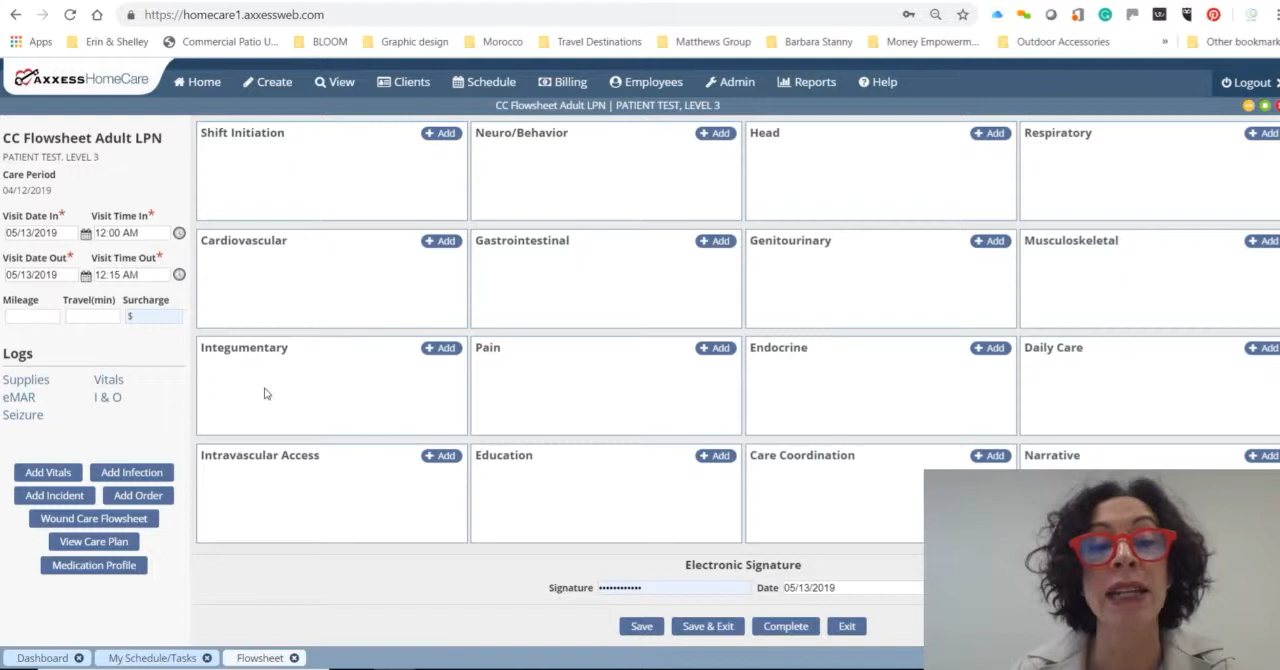 https://homecare1.axxessweb.com
Apps Erin & Shelley Commercial Patio U... BLOOM Graphic design Morocco Travel Destinations Matthews Group Barbara Stanny Money Empowerm... Outdoor Accessories » Other bookmark
AXXESS HomeCare Home Create View Clients Schedule Billing Employees Admin Reports Help Logout
CC Flowsheet Adult LPN | PATIENT TEST, LEVEL 3
CC Flowsheet Adult LPN
PATIENT TEST, LEVEL 3
Care Period
04/12/2019
Visit Date In* Visit Time In*
05/13/2019 12:00 AM
Visit Date Out* Visit Time Out*
05/13/2019 12:15 AM
Mileage Travel(min) Surcharge
$
Logs
Supplies Vitals
eMAR I & O
Seizure
Add Vitals Add Infection
Add Incident Add Order
Wound Care Flowsheet
View Care Plan
Medication Profile
Shift Initiation + Add Neuro/Behavior + Add Head + Add Respiratory + Add
Cardiovascular + Add Gastrointestinal + Add Genitourinary + Add Musculoskeletal + Add
Integumentary + Add Pain + Add Endocrine + Add Daily Care + Add
Intravascular Access + Add Education + Add Care Coordination + Add Narrative + Add
Electronic Signature
Signature •••••••••••• Date 05/13/2019
Save Save & Exit Complete Exit
Dashboard My Schedule/Tasks Flowsheet